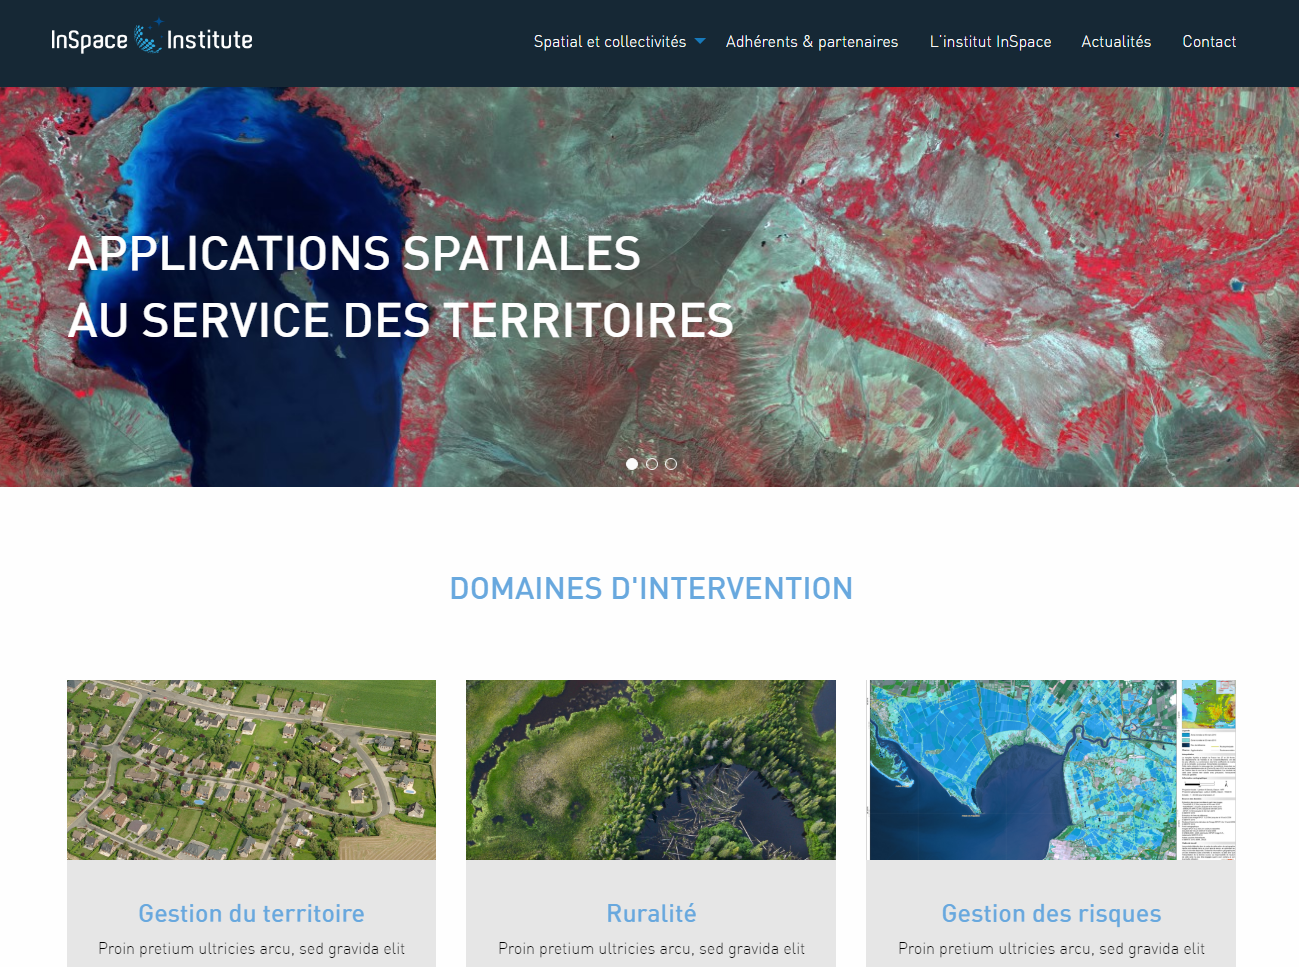 InSpace Institute
Spatial et collectivités Adhérents & partenaires L'institut InSpace Actualités Contact
APPLICATIONS SPATIALES
AU SERVICE DES TERRITOIRES
DOMAINES D'INTERVENTION
Gestion du territoire
Proin pretium ultricies arcu, sed gravida elit
Ruralité
Proin pretium ultricies arcu, sed gravida elit
Gestion des risques
Proin pretium ultricies arcu, sed gravida elit